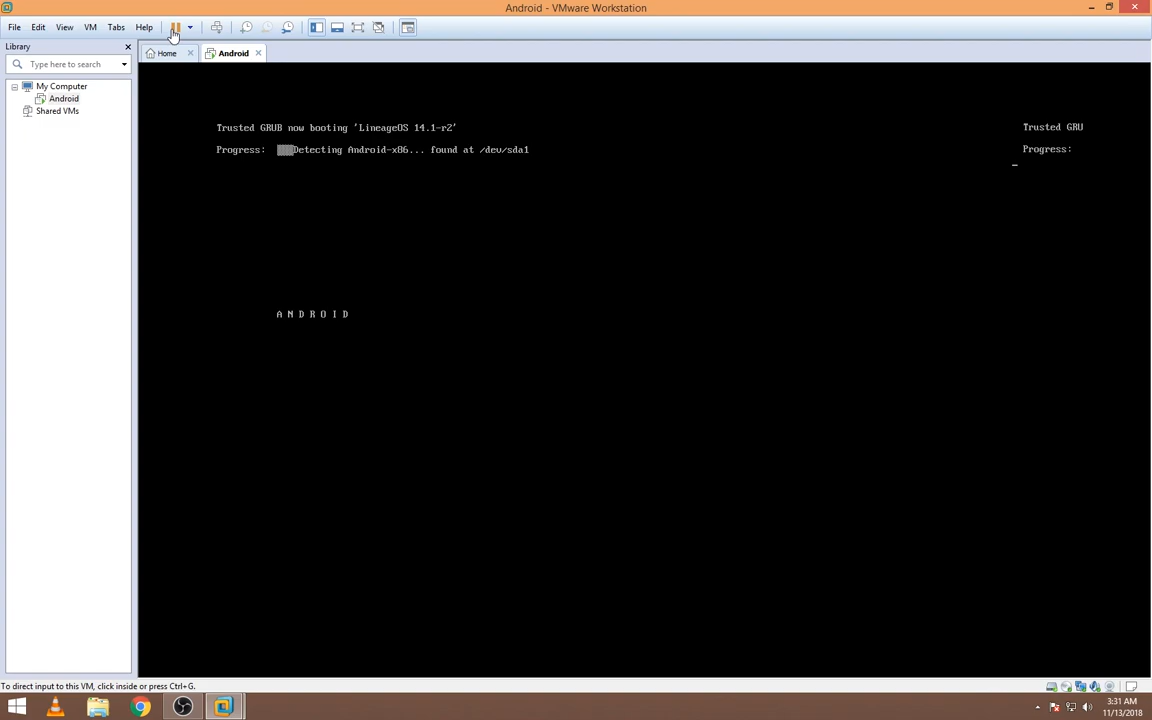 Android - VMware Workstation
File Edit View VM Tabs Help
Library
Home Android
Type here to search
My Computer
Android
Shared VMs
Trusted GRUB now booting 'LineageOS 14.1-r2'
Trusted GRU
Progress: Detecting Android-x86... found at /dev/sda1
Progress:
A N D R O I D
To direct input to this VM, click inside or press Ctrl+G.
3:31 AM
11/13/2018